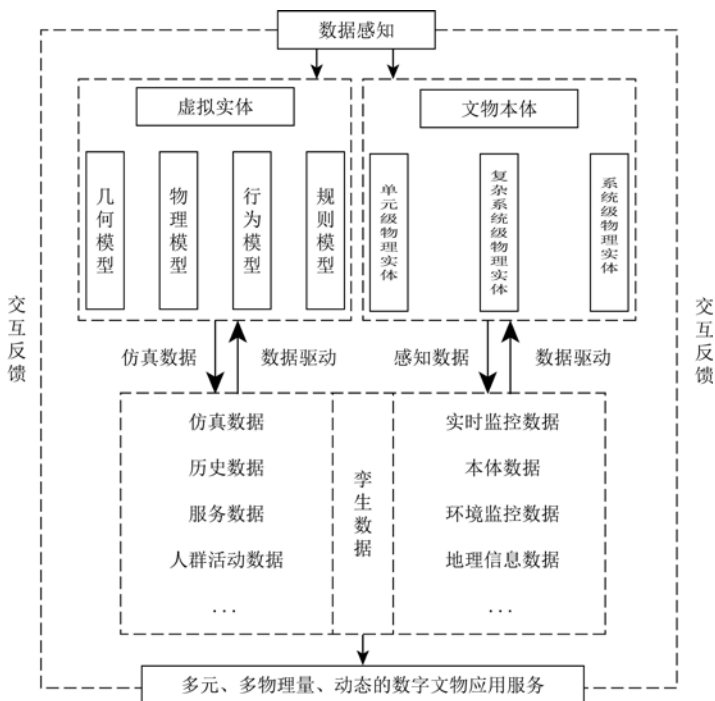 数据感知
虚拟实体
文物本体
几何模型
物理模型
行为模型
规则模型
单元级物理实体
复杂系统级物理实体
系统级物理实体
交互反馈
交互反馈
仿真数据
数据驱动
感知数据
数据驱动
仿真数据
历史数据
服务数据
人群活动数据
...
孪生数据
实时监控数据
本体数据
环境监控数据
地理信息数据
...
多元、多物理量、动态的数字文物应用服务